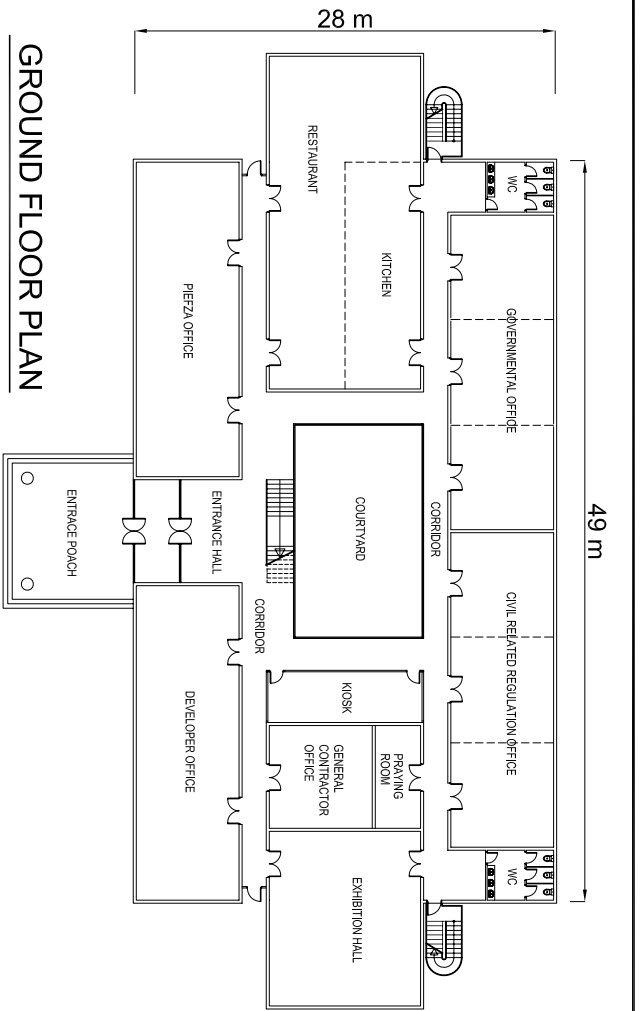 28 m
49 m
GROUND FLOOR PLAN
RESTAURANT
KITCHEN
WC
GOVERNMENTAL OFFICE
PIEFZA OFFICE
ENTRANCE HALL
ENTRACE POACH
COURTYARD
CORRIDOR
CORRIDOR
CIVIL RELATED REGULATION OFFICE
DEVELOPER OFFICE
KIOSK
GENERAL
CONTRACTOR
OFFICE
PRAYING
ROOM
EXHIBITION HALL
WC